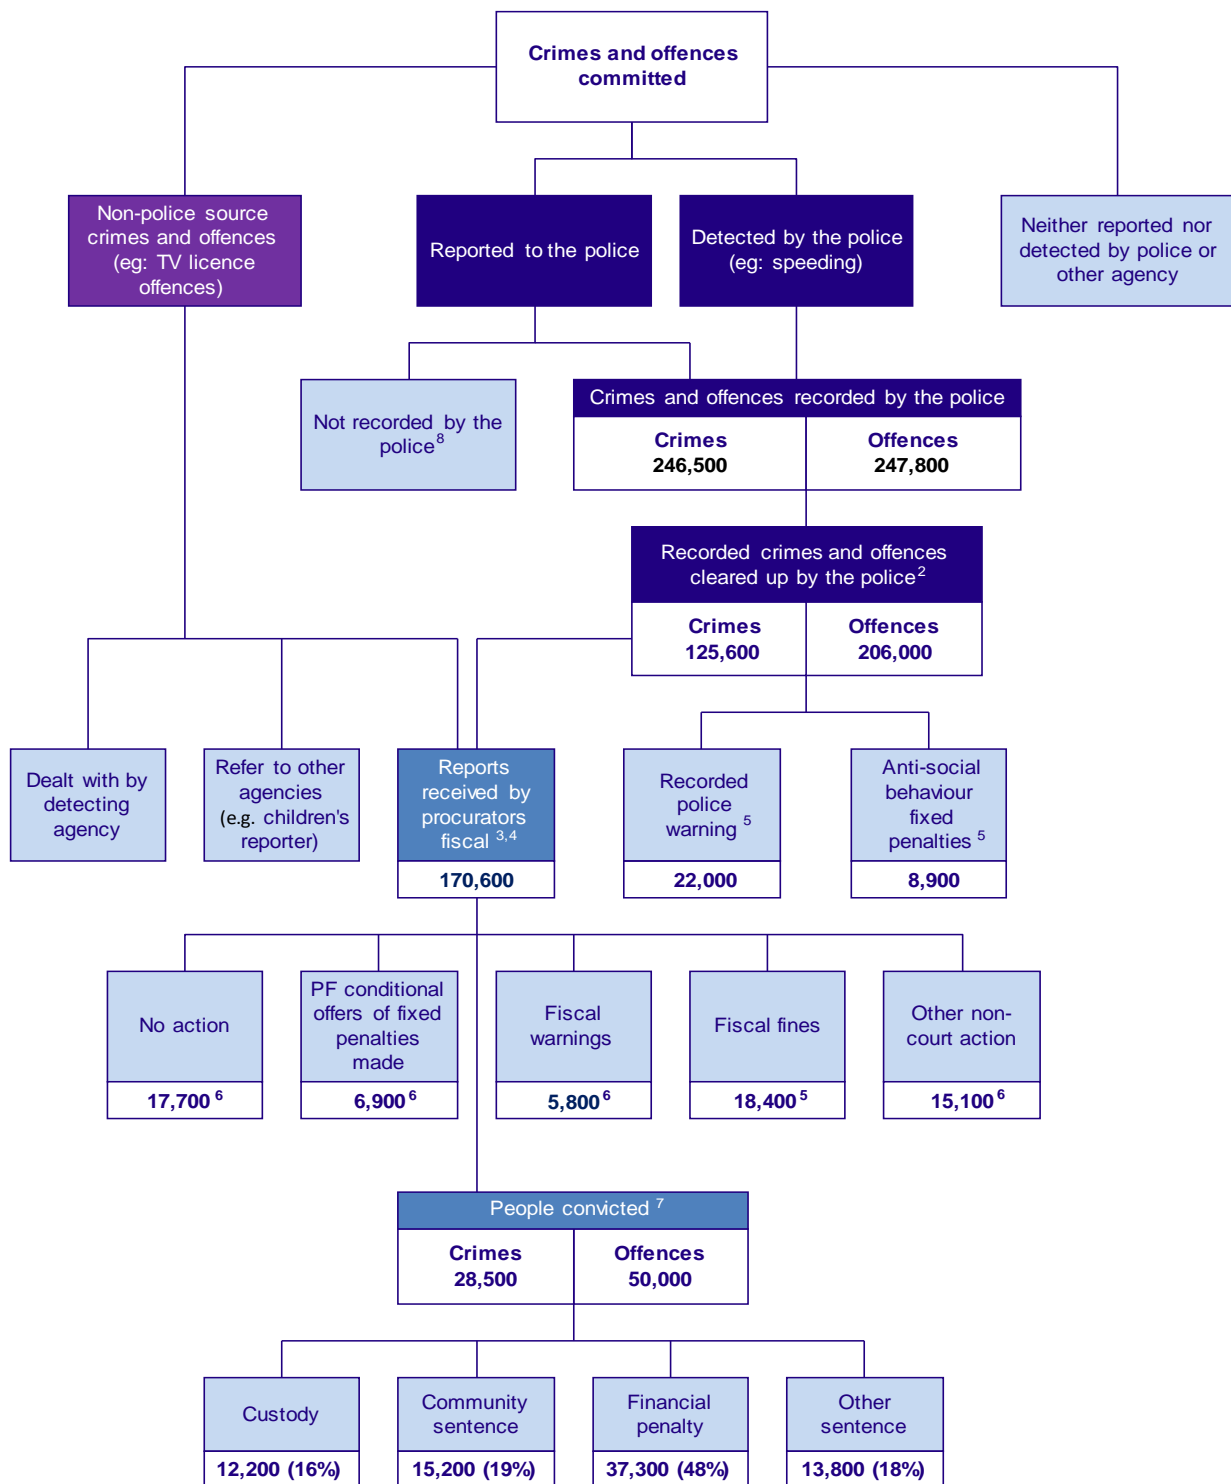 Crimes and offences
committed
Non-police source
crimes and offences
(eg: TV licence
offences)
Reported to the police
Detected by the police
(eg: speeding)
Neither reported nor
detected by police or
other agency
Not recorded by the
police 8
Crimes and offences recorded by the police
Crimes
246,500
Offences
247,800
Recorded crimes and offences
cleared up by the police 2
Crimes
125,600
Offences
206,000
Dealt with by
detecting
agency
Refer to other
agencies
(e.g. children's
reporter)
Reports
received by
procurators
fiscal 3,4
170,600
Recorded
police
warning 5
22,000
Anti-social
behaviour
fixed
penalties 5
8,900
No action
17,700 6
PF conditional
offers of fixed
penalties
made
6,900 6
Fiscal
warnings
5,800 6
Fiscal fines
18,400 5
Other non-
court action
15,100 6
People convicted 7
Crimes
28,500
Offences
50,000
Custody
12,200 (16%)
Community
sentence
15,200 (19%)
Financial
penalty
37,300 (48%)
Other
sentence
13,800 (18%)